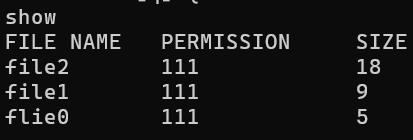 show
FILE NAME PERMISSION SIZE
file2 111 18
file1 111 9
flie0 111 5